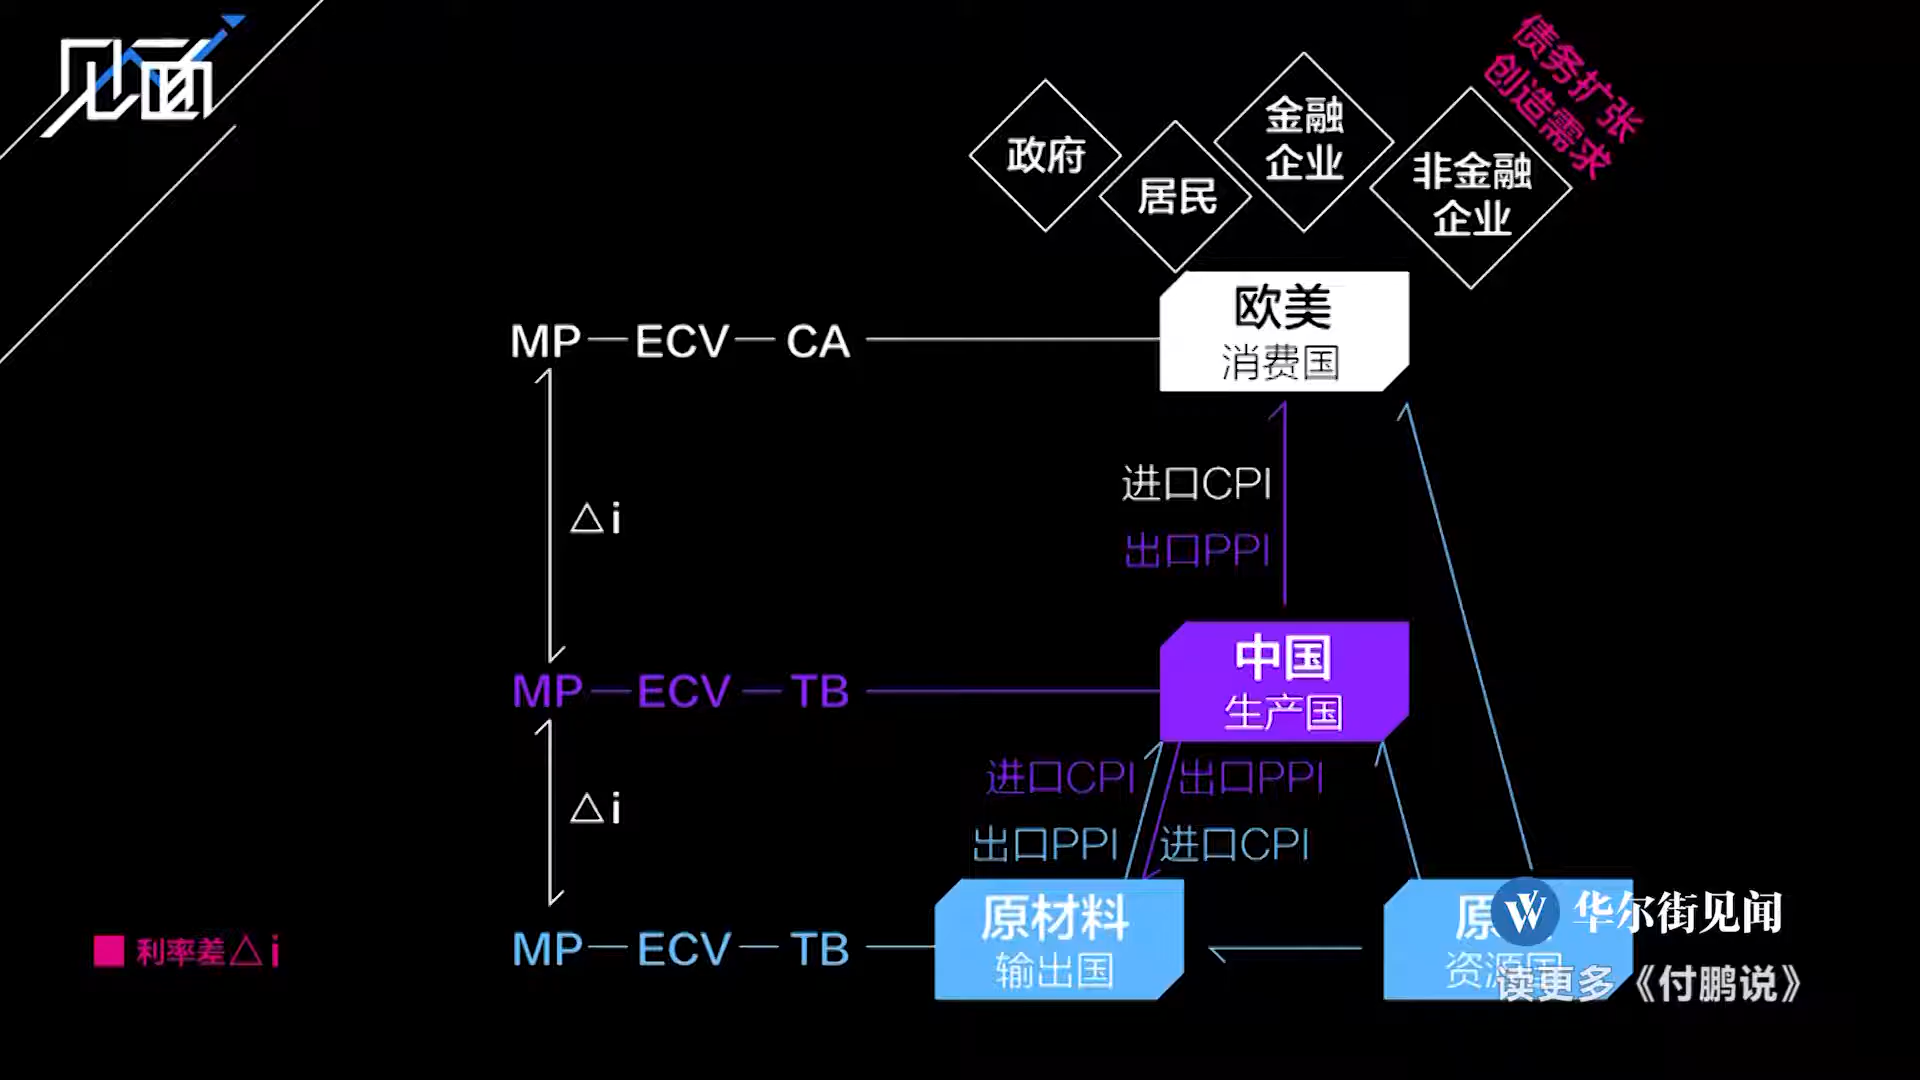 见面
债务扩张
创造需求
政府
居民
金融
企业
非金融
企业
MP — ECV — CA
欧美
消费国
进口CPI
出口PPI
△i
MP — ECV — TB
中国
生产国
进口CPI
出口PPI
出口PPI
进口CPI
△i
MP — ECV — TB
原材料
输出国
原
资源国
利率差△i
华尔街见闻
读更多《付鹏说》